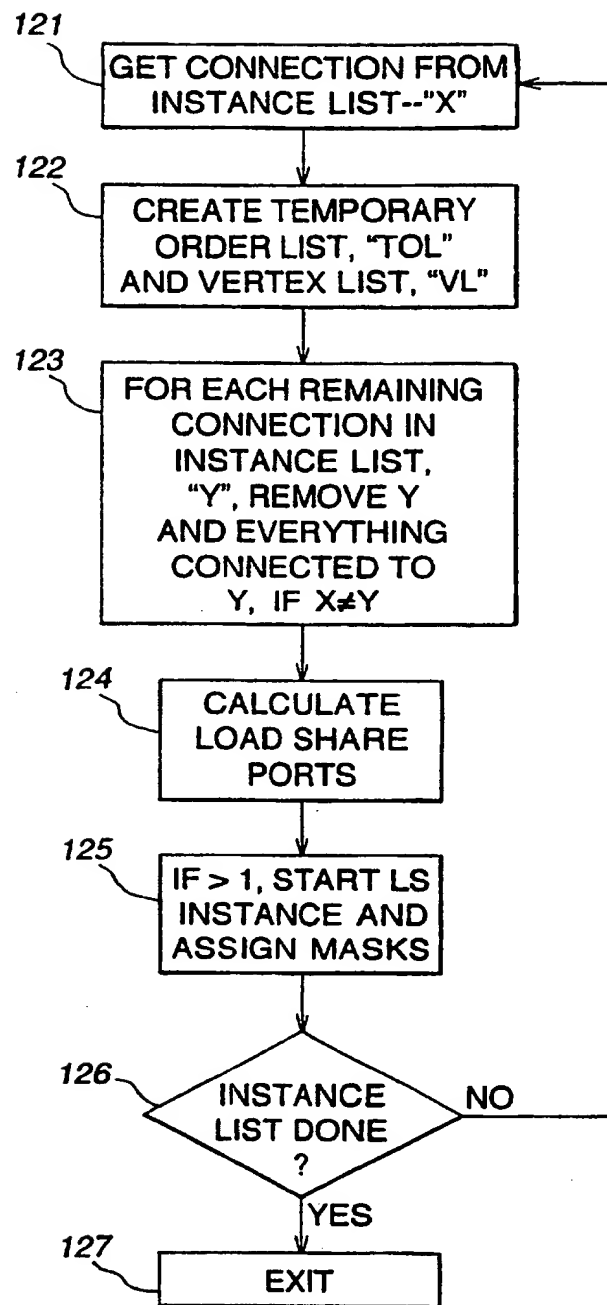 121
GET CONNECTION FROM
INSTANCE LIST--"X"
122
CREATE TEMPORARY
ORDER LIST, "TOL"
AND VERTEX LIST, "VL"
123
FOR EACH REMAINING
CONNECTION IN
INSTANCE LIST,
"Y", REMOVE Y
AND EVERYTHING
CONNECTED TO
Y, IF X≠Y
124
CALCULATE
LOAD SHARE
PORTS
125
IF > 1, START LS
INSTANCE AND
ASSIGN MASKS
126
INSTANCE
LIST DONE
?
NO
YES
127
EXIT